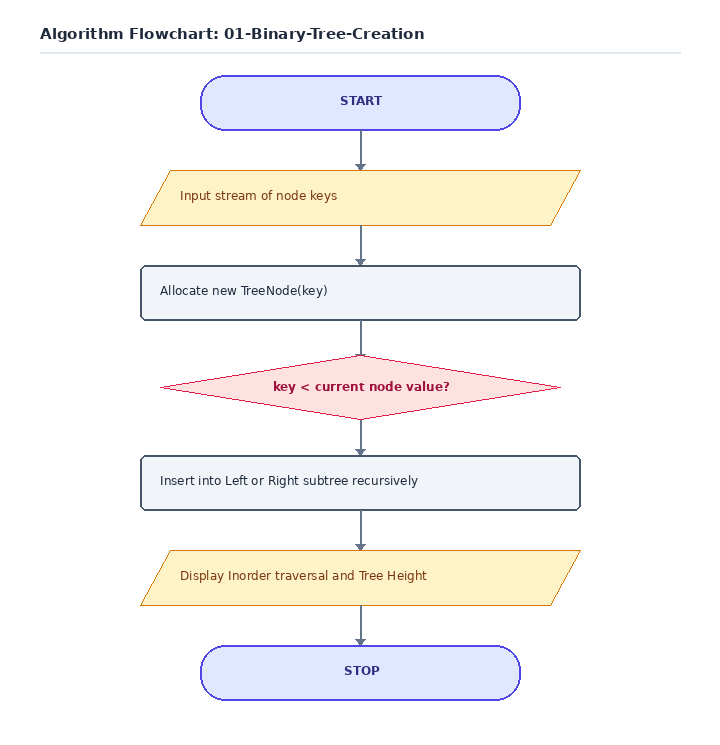 Algorithm Flowchart: 01-Binary-Tree-Creation
START
Input stream of node keys
Allocate new TreeNode(key)
key < current node value?
Insert into Left or Right subtree recursively
Display Inorder traversal and Tree Height
STOP